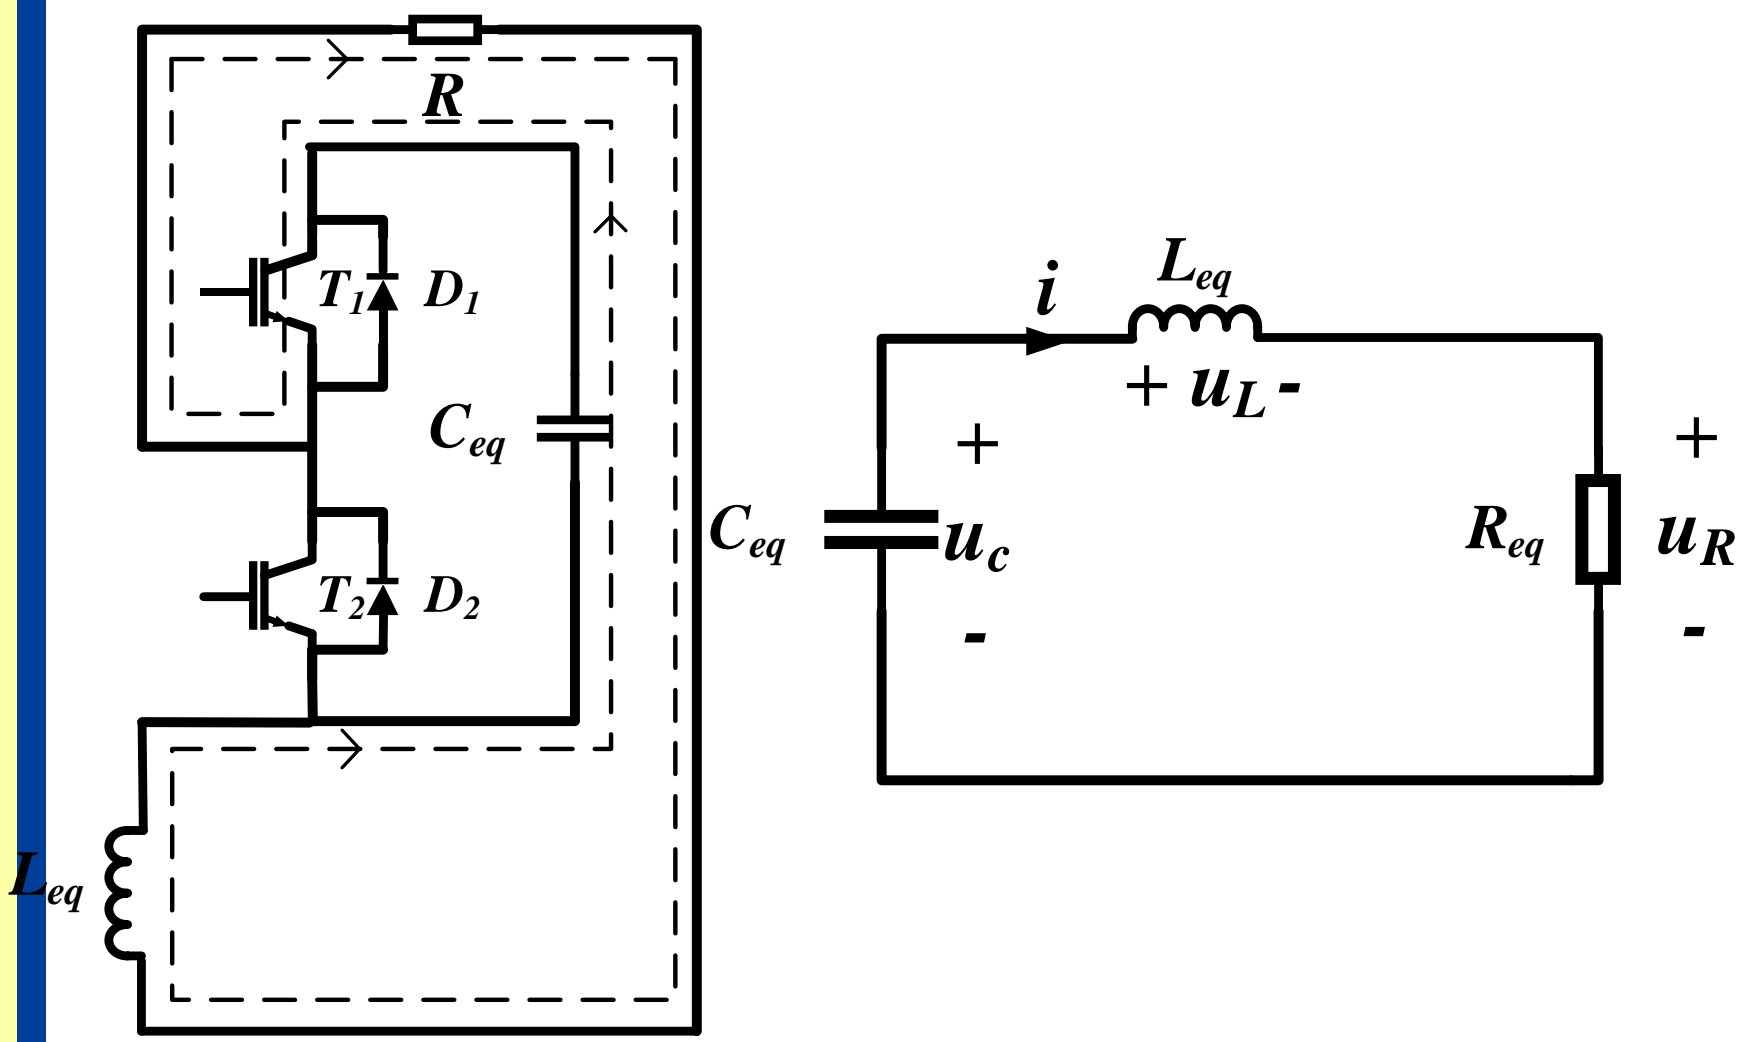 R
T1 D1
Ceq
T2 D2
Leq
i
Leq
+ uL -
+
uc
-
Ceq
Req
+
uR
-